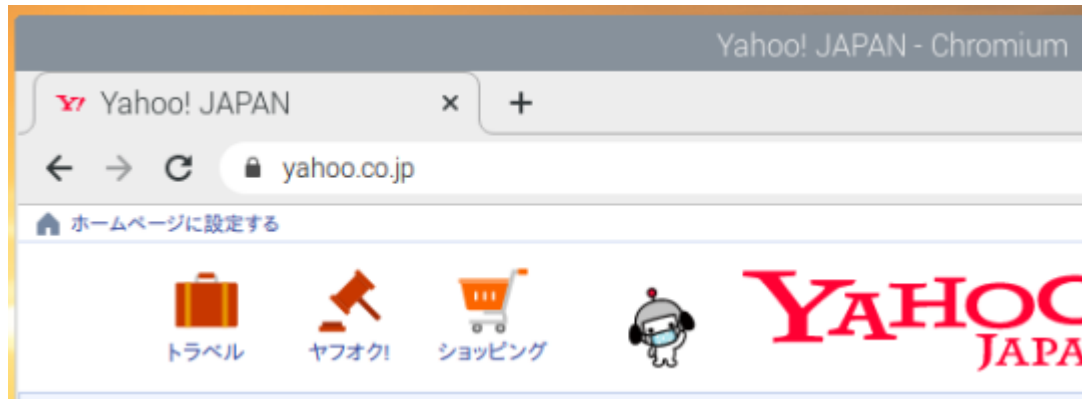 Yahoo! JAPAN - Chromium
Yahoo! JAPAN
yahoo.co.jp
ホームページに設定する
トラベル
ヤフオク!
ショッピング
YAHOO
JAPA